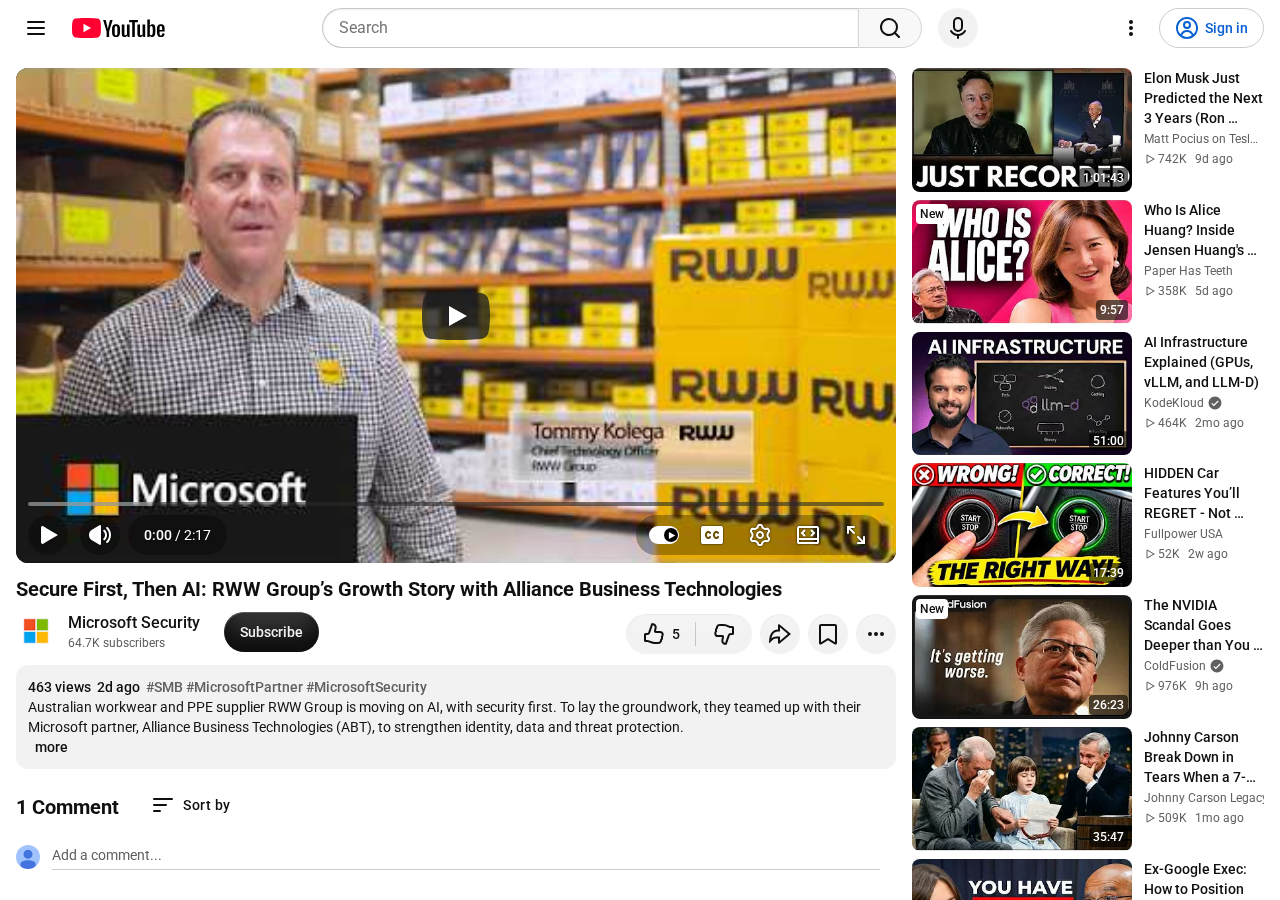 YouTube
Search
Sign in
RWW
RWW
RWW
RWW
RWW
RWW
Tommy Kolega RWW
Chief Technology Officer
RWW Group
Microsoft
0:00 / 2:17
CC
Secure First, Then AI: RWW Group’s Growth Story with Alliance Business Technologies
Microsoft Security
64.7K subscribers
Subscribe
5
463 views 2d ago #SMB #MicrosoftPartner #MicrosoftSecurity
Australian workwear and PPE supplier RWW Group is moving on AI, with security first. To lay the groundwork, they teamed up with their
Microsoft partner, Alliance Business Technologies (ABT), to strengthen identity, data and threat protection.
more
1 Comment
Sort by
Add a comment...
JUST RECORDED
1:01:43
Elon Musk Just
Predicted the Next
3 Years (Ron …
Matt Pocius on Tesl…
742K 9d ago
New
WHO IS
ALICE?
9:57
Who Is Alice
Huang? Inside
Jensen Huang's …
Paper Has Teeth
358K 5d ago
AI INFRASTRUCTURE
llm-d
51:00
AI Infrastructure
Explained (GPUs,
vLLM, and LLM-D)
KodeKloud
464K 2mo ago
WRONG! CORRECT!
START
STOP
START
STOP
THE RIGHT WAY!
17:39
HIDDEN Car
Features You’ll
REGRET - Not …
Fullpower USA
52K 2w ago
New
ColdFusion
It's getting
worse.
26:23
The NVIDIA
Scandal Goes
Deeper than You …
ColdFusion
976K 9h ago
35:47
Johnny Carson
Break Down in
Tears When a 7-…
Johnny Carson Legacy
509K 1mo ago
YOU HAVE
Ex-Google Exec:
How to Position